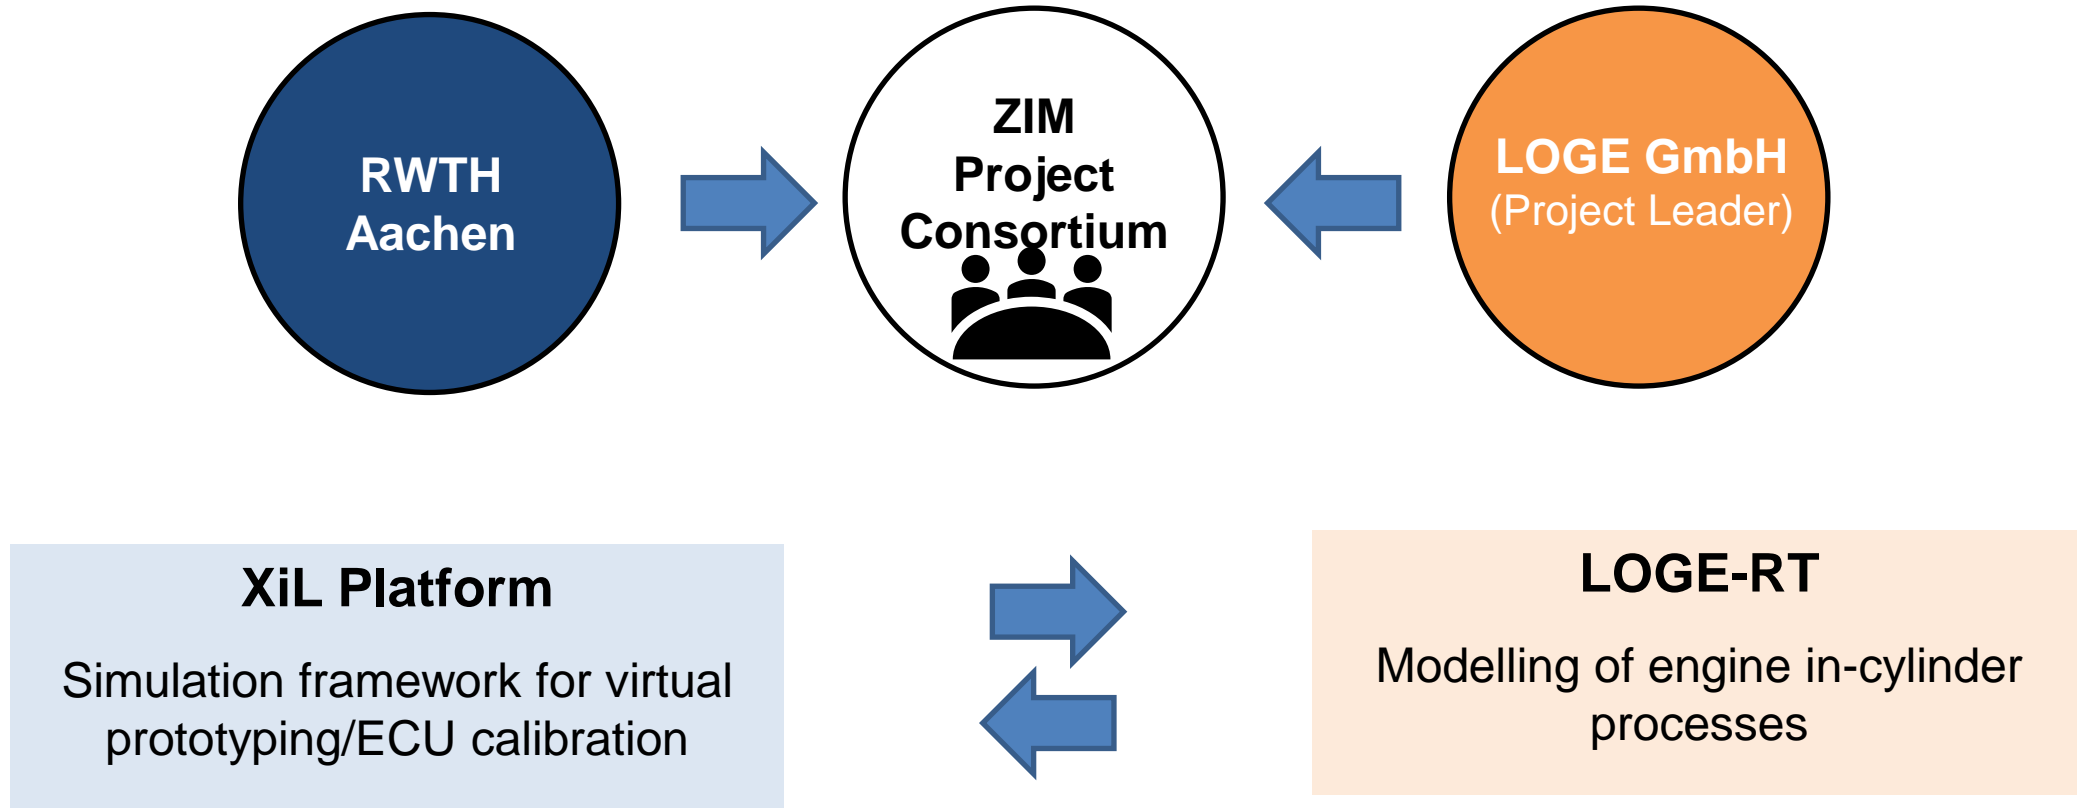 RWTH
Aachen
ZIM
Project
Consortium
LOGE GmbH
(Project Leader)
XiL Platform
Simulation framework for virtual
prototyping/ECU calibration
LOGE-RT
Modelling of engine in-cylinder
processes